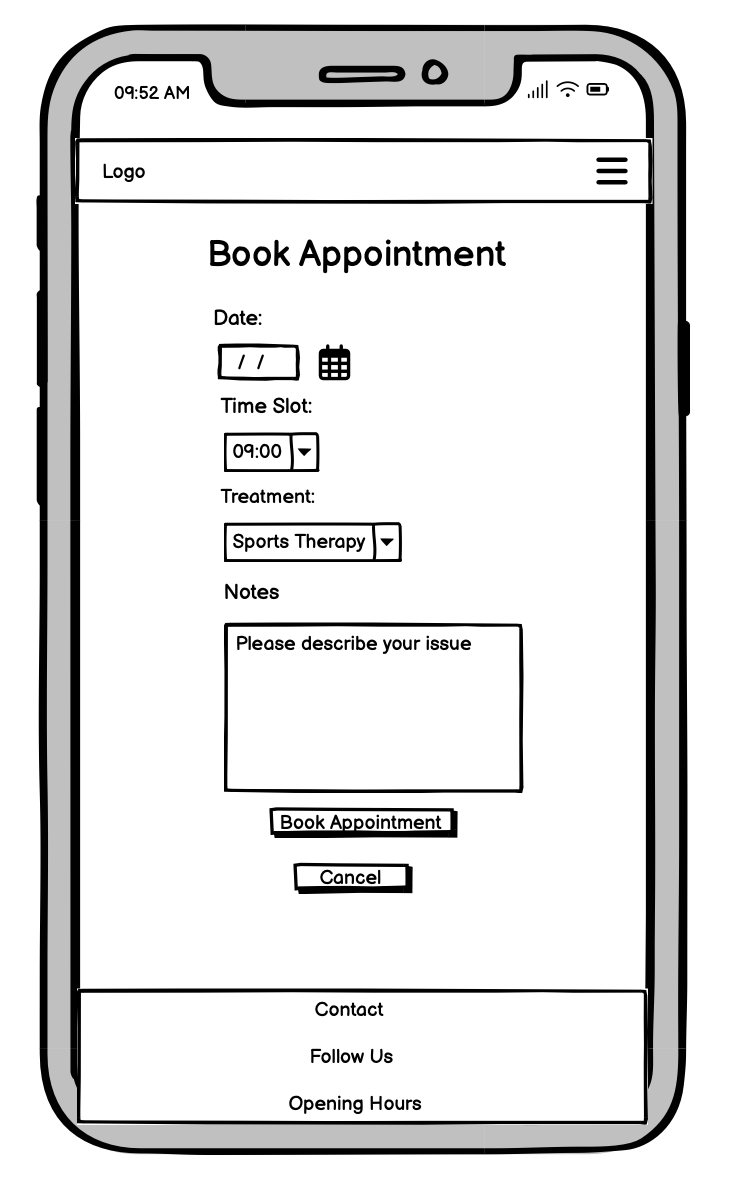 09:52 AM
Logo
Book Appointment
Date:
/ /
Time Slot:
09:00
Treatment:
Sports Therapy
Notes
Please describe your issue
Book Appointment
Cancel
Contact
Follow Us
Opening Hours